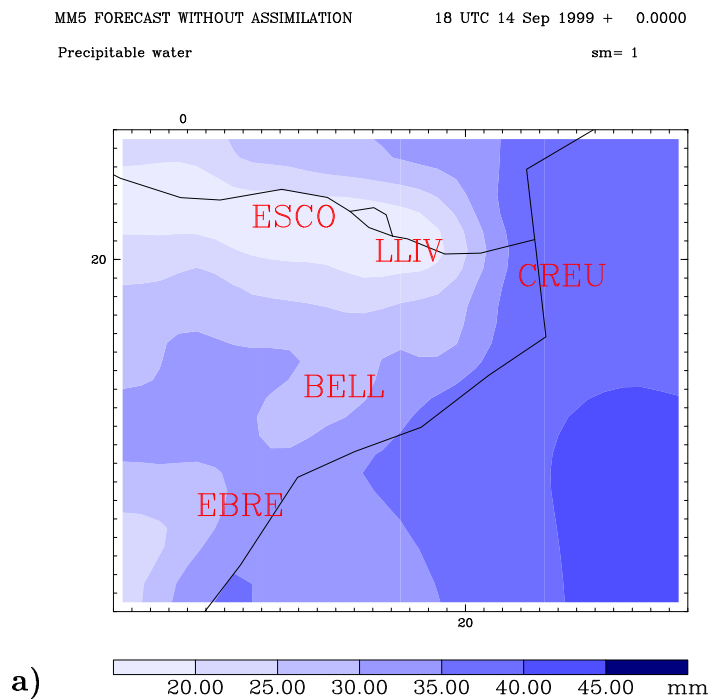 MM5 FORECAST WITHOUT ASSIMILATION 18 UTC 14 Sep 1999 + 0.0000
Precipitable water sm= 1
0
ESCO
LLIV
20
CREU
BELL
EBRE
20
a) 20.00 25.00 30.00 35.00 40.00 45.00 mm